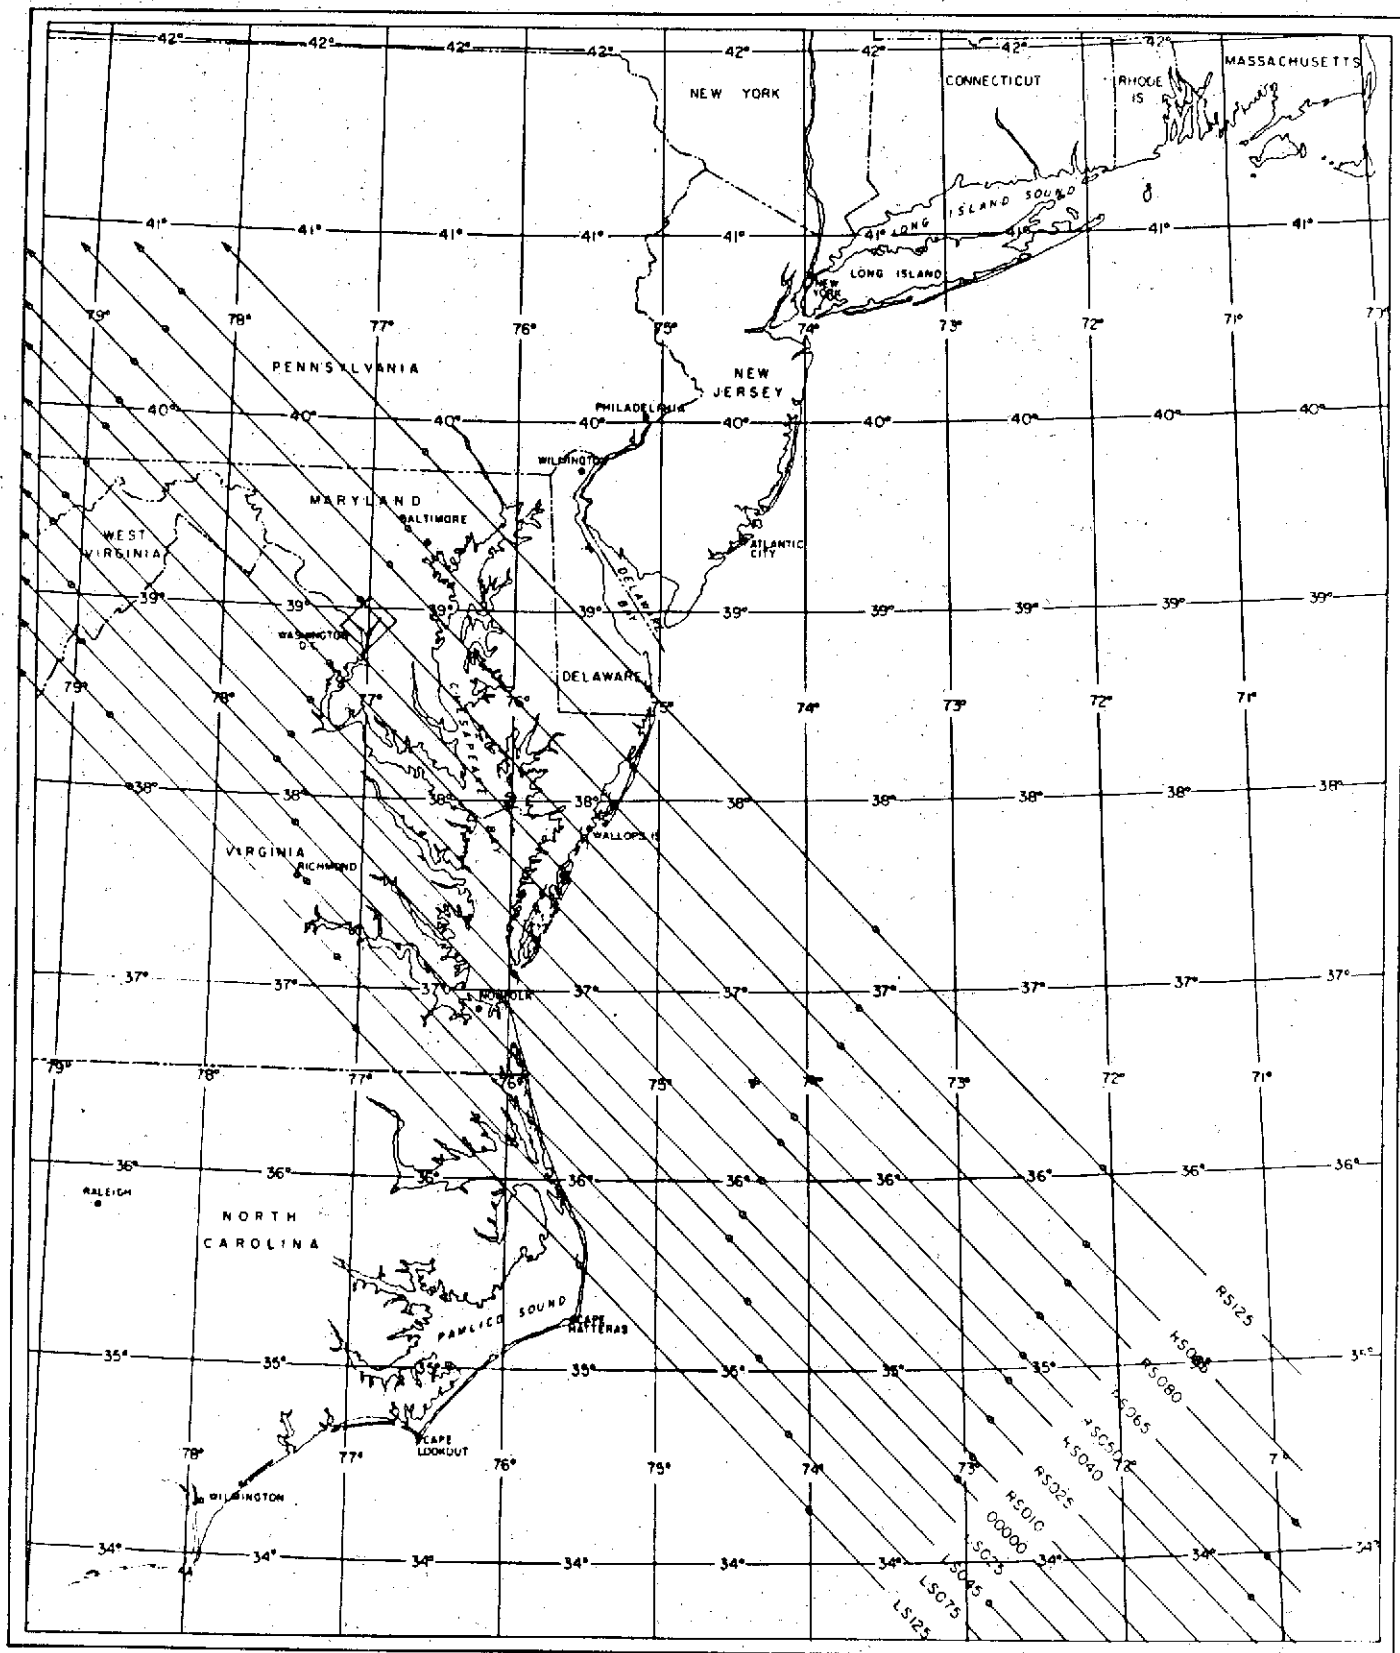 42° 42° 42° 42° 42° 42° 42° 42°
MASSACHUSETTS
NEW YORK
CONNECTICUT
RHODE
IS
LONG ISLAND SOUND
41° 41° 41° 41° 41° 41° 41° 41°
LONG ISLAND
NEW
YORK
79° 78° 77° 76° 75° 74° 73° 72° 71° 70°
PENNSYLVANIA
NEW
JERSEY
PHILADELPHIA
40° 40° 40° 40° 40° 40° 40° 40° 40°
WILMINGTON
MARYLAND
BALTIMORE
WEST
VIRGINIA
ATLANTIC
CITY
DELAWARE
BAY
39° 39° 39° 39° 39° 39° 39° 39° 39°
WASHINGTON
D.C.
DELAWARE
79° 78° 77° 76° 75° 74° 73° 72° 71°
CHESAPEAKE
BAY
38° 38° 38° 38° 38° 38° 38° 38° 38°
WALLOPS IS
VIRGINIA
RICHMOND
37° 37° 37° 37° 37° 37° 37° 37° 37°
NORFOLK
79° 78° 77° 76° 75° 74° 73° 72° 71°
36° 36° 36° 36° 36° 36° 36° 36°
RALEIGH
NORTH
CAROLINA
PAMLICO SOUND
CAPE
HATTERAS
RS125
RS080
35° 35° 35° 35° 35° 35° 35°
CAPE
LOOKOUT
78° 77° 76° 75° 74° 73° 72°
RS040
RS025
RS010
00000
WILMINGTON
34° 34° 34° 34° 34° 34° 34° 34° 34°
LS045
LS075
LS125